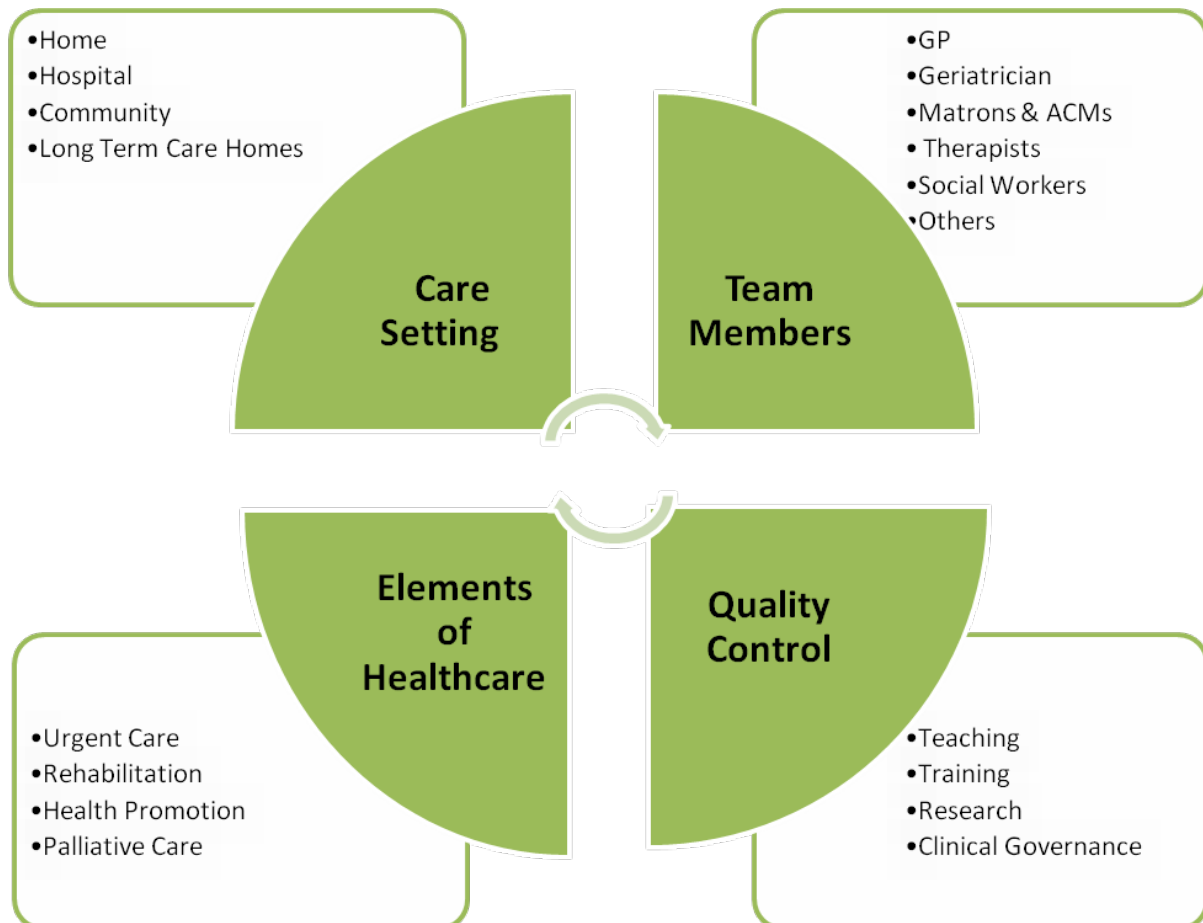 •Home
•Hospital
•Community
•Long Term Care Homes
•GP
•Geriatrician
•Matrons & ACMs
• Therapists
•Social Workers
•Others
Care
Setting
Team
Members
Elements
of
Healthcare
Quality
Control
•Urgent Care
•Rehabilitation
•Health Promotion
•Palliative Care
•Teaching
•Training
•Research
•Clinical Governance